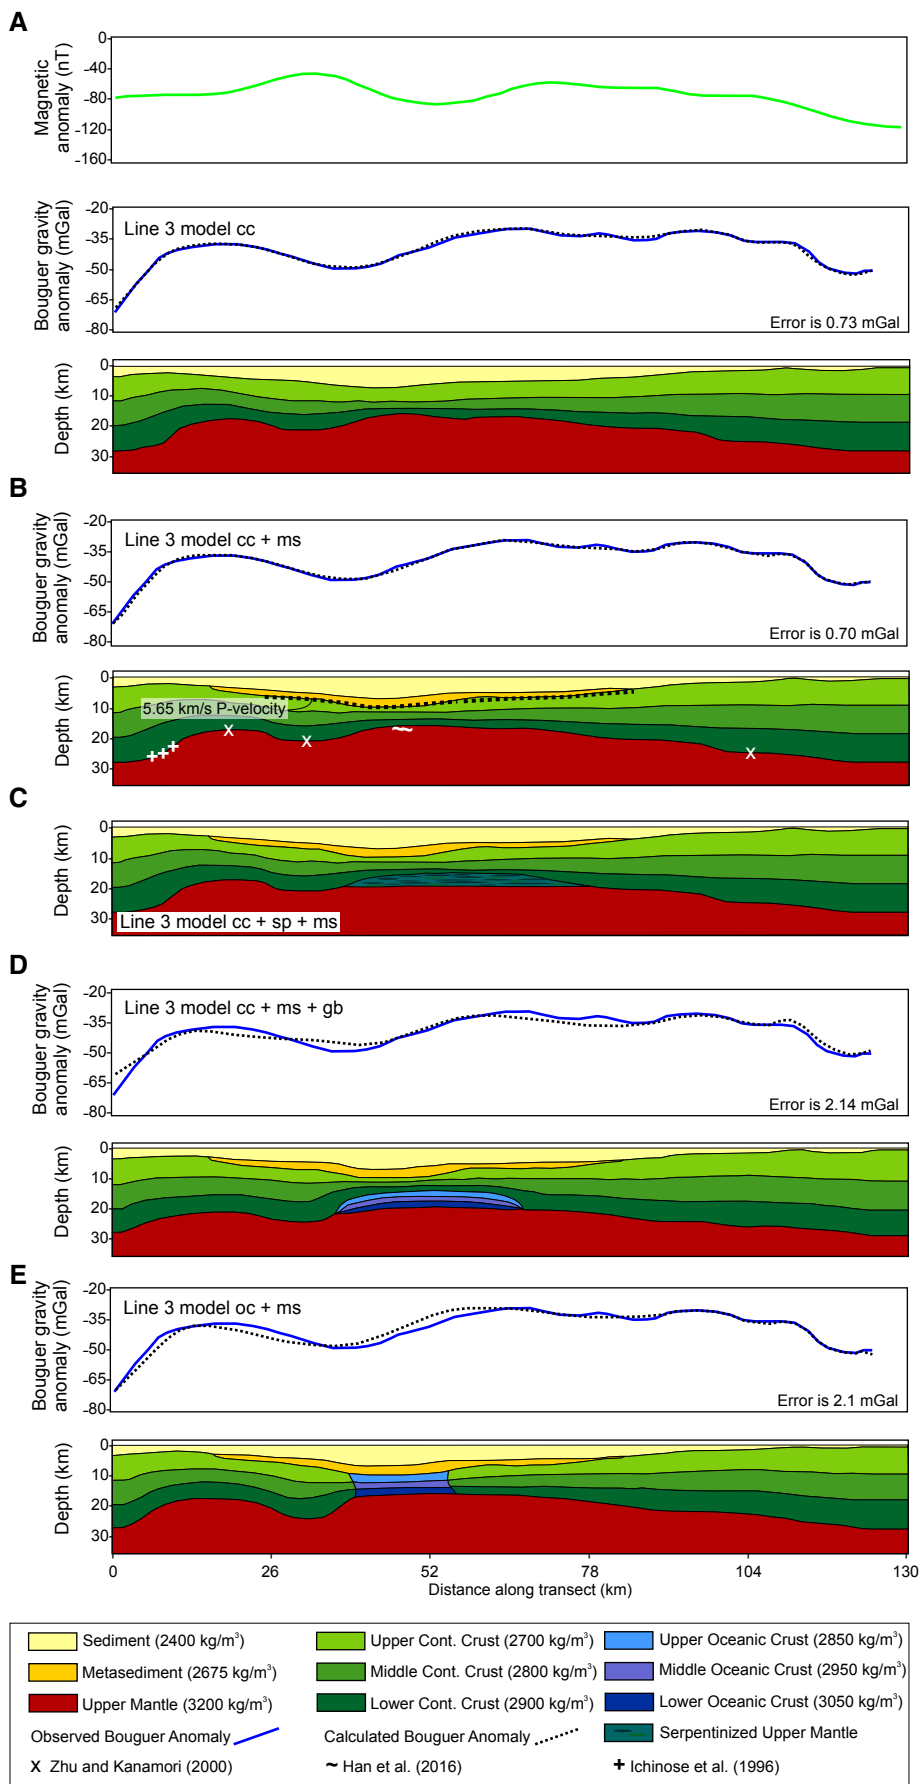 A
Magnetic
anomaly (nT)
0
-40
-80
-120
-160
Bouguer gravity
anomaly (mGal)
-20
-35
-50
-65
-80
Line 3 model cc
Error is 0.73 mGal
Depth (km)
0
10
20
30
B
Bouguer gravity
anomaly (mGal)
-20
-35
-50
-65
-80
Line 3 model cc + ms
Error is 0.70 mGal
Depth (km)
0
10
20
30
5.65 km/s P-velocity
+ + +
X X ~~ X
C
Depth (km)
0
10
20
30
Line 3 model cc + sp + ms
D
Bouguer gravity
anomaly (mGal)
-20
-35
-50
-65
-80
Line 3 model cc + ms + gb
Error is 2.14 mGal
Depth (km)
0
10
20
30
E
Bouguer gravity
anomaly (mGal)
-20
-35
-50
-65
-80
Line 3 model oc + ms
Error is 2.1 mGal
Depth (km)
0
10
20
30
0 26 52 78 104 130
Distance along transect (km)
Sediment (2400 kg/m³)
Upper Cont. Crust (2700 kg/m³)
Upper Oceanic Crust (2850 kg/m³)
Metasediment (2675 kg/m³)
Middle Cont. Crust (2800 kg/m³)
Middle Oceanic Crust (2950 kg/m³)
Upper Mantle (3200 kg/m³)
Lower Cont. Crust (2900 kg/m³)
Lower Oceanic Crust (3050 kg/m³)
Observed Bouguer Anomaly
Calculated Bouguer Anomaly
Serpentinized Upper Mantle
X Zhu and Kanamori (2000)
~ Han et al. (2016)
+ Ichinose et al. (1996)